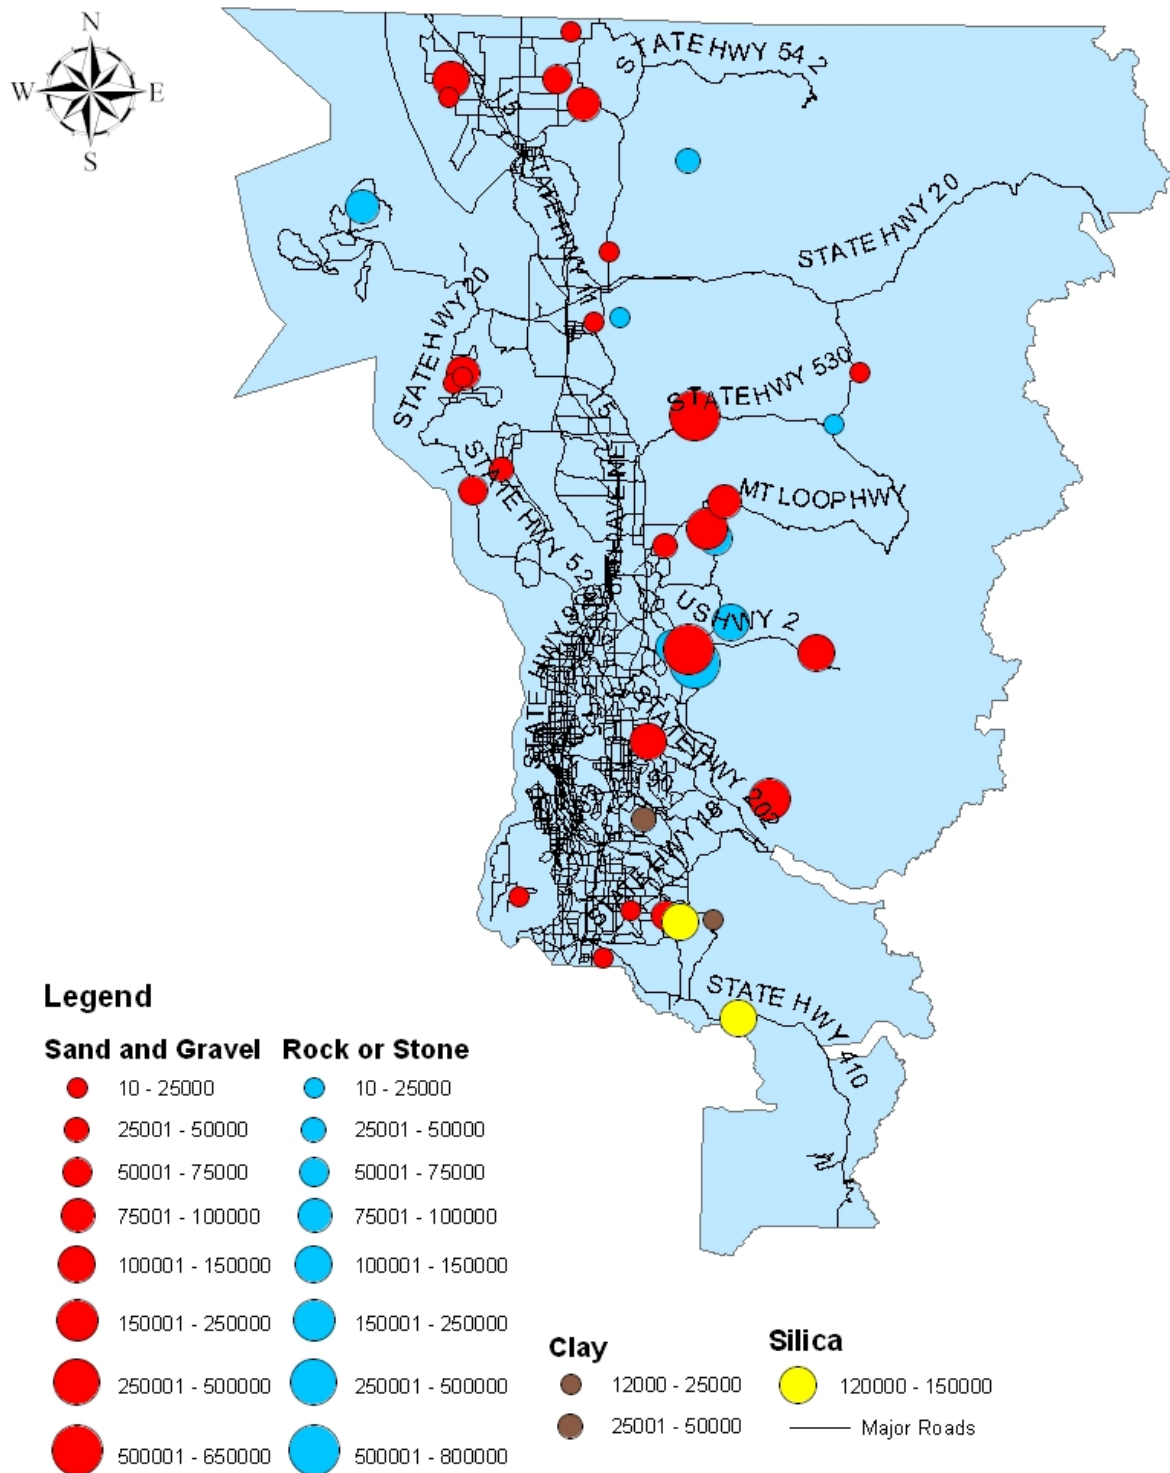 N
W E
S
STATE HWY 542
I5
STATE HWY 20
STATE HWY 20
STATE HWY 530
I5
MT LOOP HWY
US HWY 2
STATE HWY 202
STATE HWY 18
STATE HWY 410
Legend
Sand and Gravel Rock or Stone
10 - 25000 10 - 25000
25001 - 50000 25001 - 50000
50001 - 75000 50001 - 75000
75001 - 100000 75001 - 100000
100001 - 150000 100001 - 150000
150001 - 250000 150001 - 250000
250001 - 500000 250001 - 500000
500001 - 650000 500001 - 800000
Clay
12000 - 25000
25001 - 50000
Silica
120000 - 150000
Major Roads